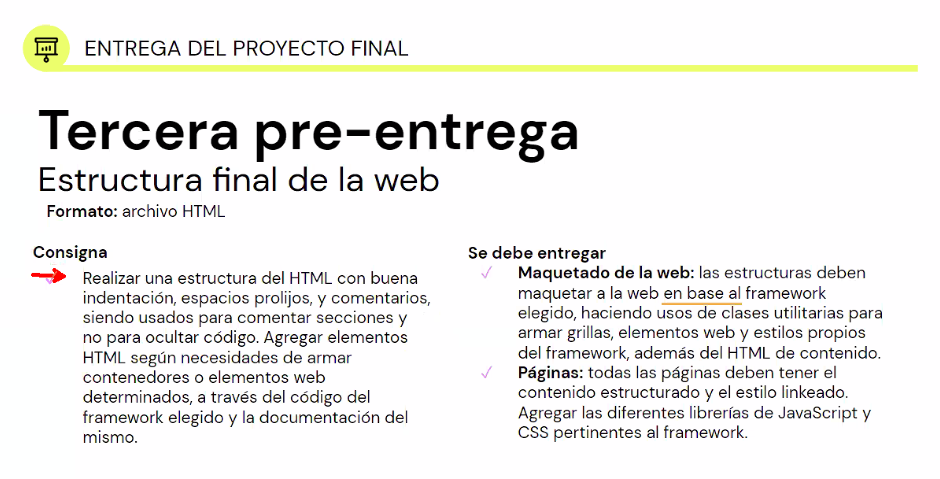 ENTREGA DEL PROYECTO FINAL
Tercera pre-entrega
Estructura final de la web
Formato: archivo HTML
Consigna
Realizar una estructura del HTML con buena
indentación, espacios prolijos, y comentarios,
siendo usados para comentar secciones y
no para ocultar código. Agregar elementos
HTML según necesidades de armar
contenedores o elementos web
determinados, a través del código del
framework elegido y la documentación del
mismo.
Se debe entregar
Maquetado de la web: las estructuras deben
maquetar a la web en base al framework
elegido, haciendo usos de clases utilitarias para
armar grillas, elementos web y estilos propios
del framework, además del HTML de contenido.
Páginas: todas las páginas deben tener el
contenido estructurado y el estilo linkeado.
Agregar las diferentes librerías de JavaScript y
CSS pertinentes al framework.